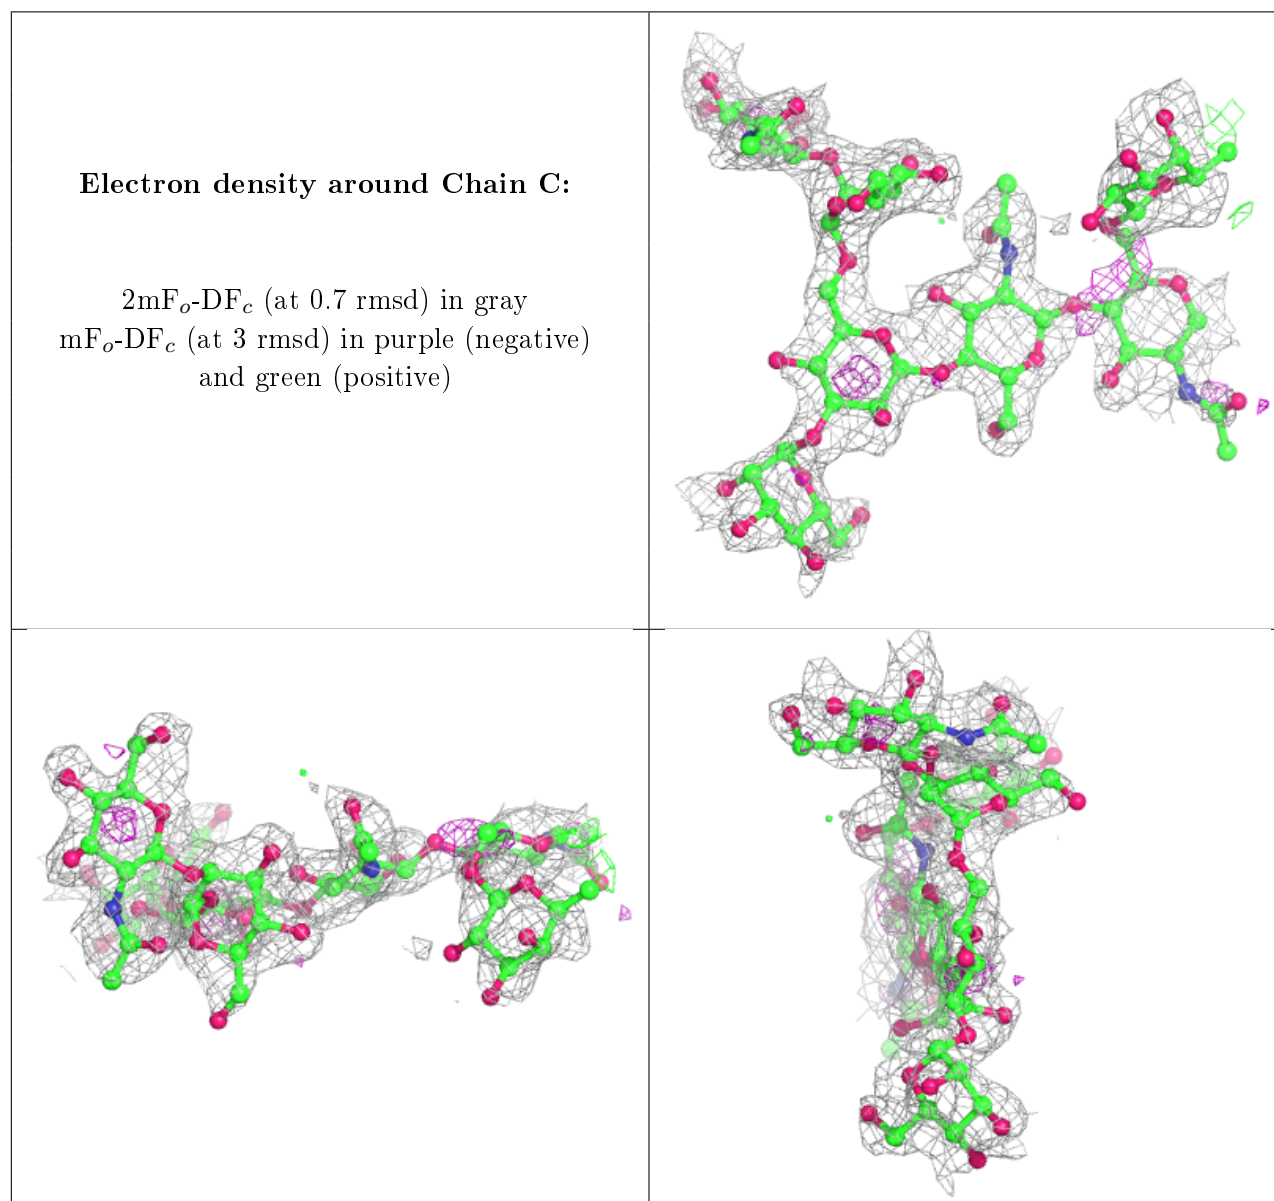 Electron density around Chain C:
2mFₒ-DF𝒸 (at 0.7 rmsd) in gray
mFₒ-DF𝒸 (at 3 rmsd) in purple (negative)
and green (positive)